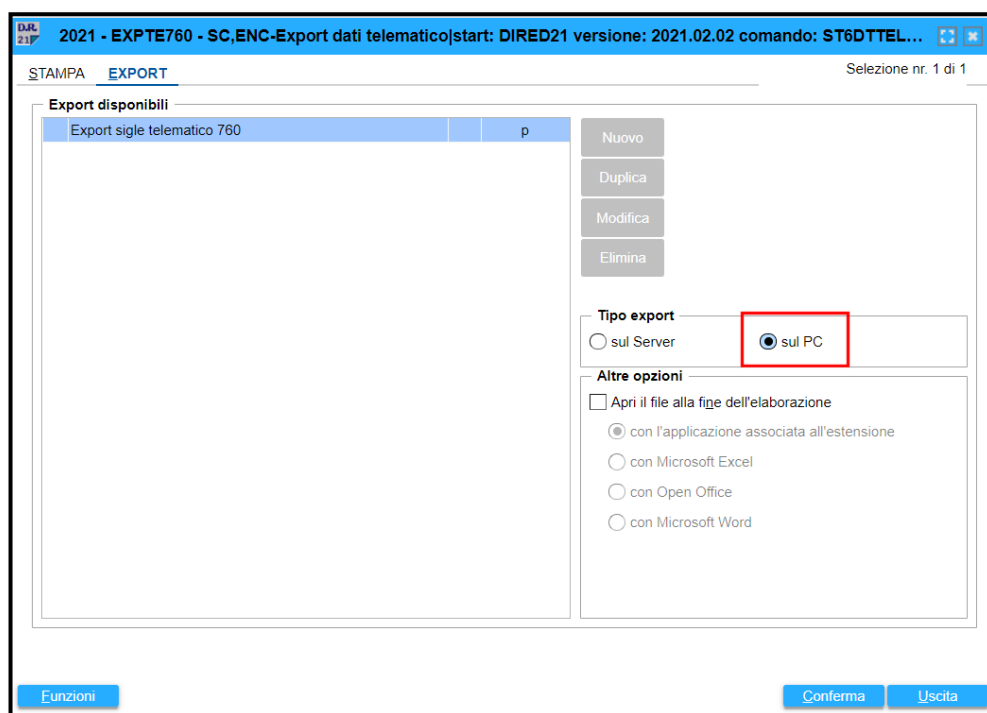 D.R.
21
2021 - EXPTE760 - SC,ENC-Export dati telematico|start: DIRED21 versione: 2021.02.02 comando: ST6DTTEL...
STAMPA EXPORT Selezione nr. 1 di 1
Export disponibili
Export sigle telematico 760 p
Nuovo
Duplica
Modifica
Elimina
Tipo export
sul Server sul PC
Altre opzioni
Apri il file alla fine dell'elaborazione
con l'applicazione associata all'estensione
con Microsoft Excel
con Open Office
con Microsoft Word
Funzioni Conferma Uscita